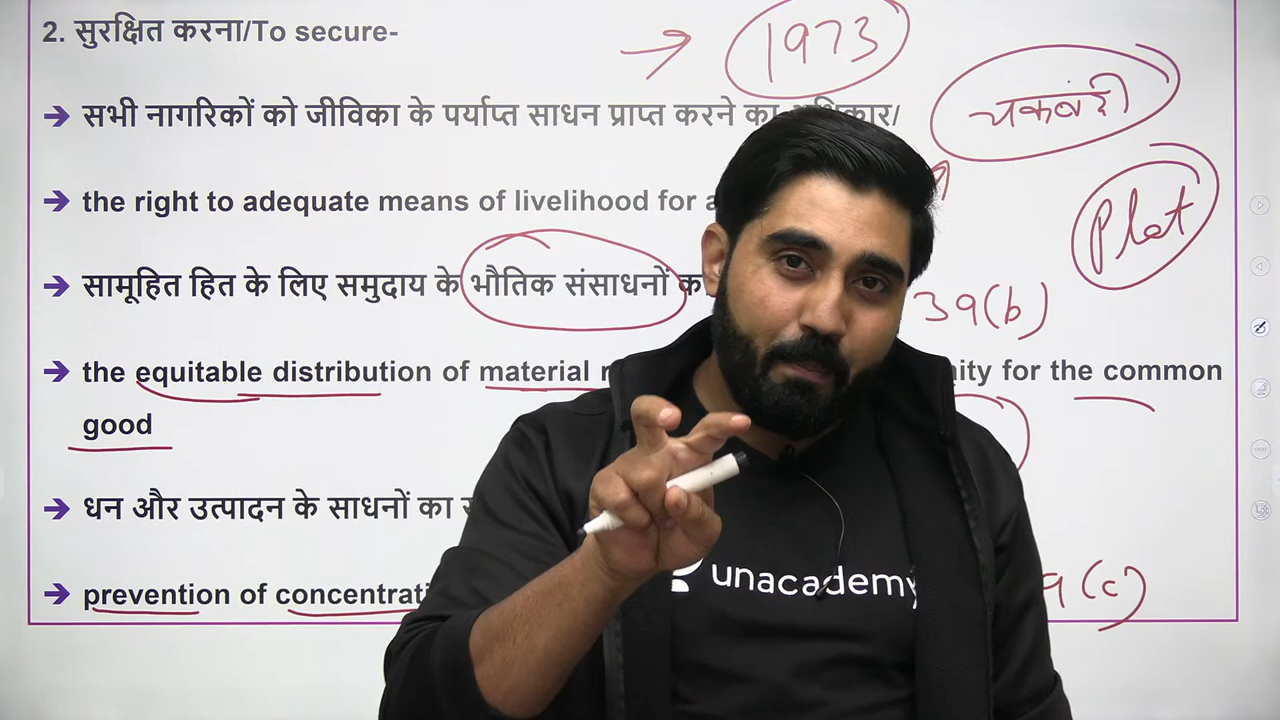 2. सुरक्षित करना/To secure-
→ 1973
➔ सभी नागरिकों को जीविका के पर्याप्त साधन प्राप्त करने का अधिकार/
चकबंदी
➔ the right to adequate means of livelihood for a
Plot
➔ सामूहित हित के लिए समुदाय के भौतिक संसाधनों
39(b)
➔ the equitable distribution of material for the common
good
➔ धन और उत्पादन के साधनों का
unacademy
➔ prevention of
9(c)